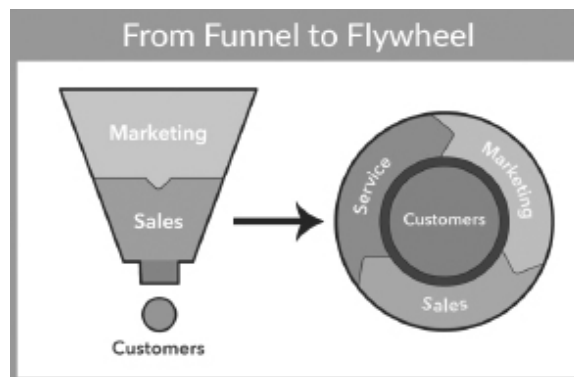 From Funnel to Flywheel
Marketing
Sales
Customers
Service
Marketing
Customers
Sales